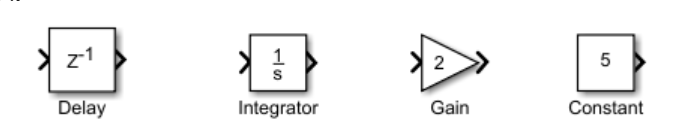 Z-1
Delay
1
s
Integrator
2
Gain
5
Constant